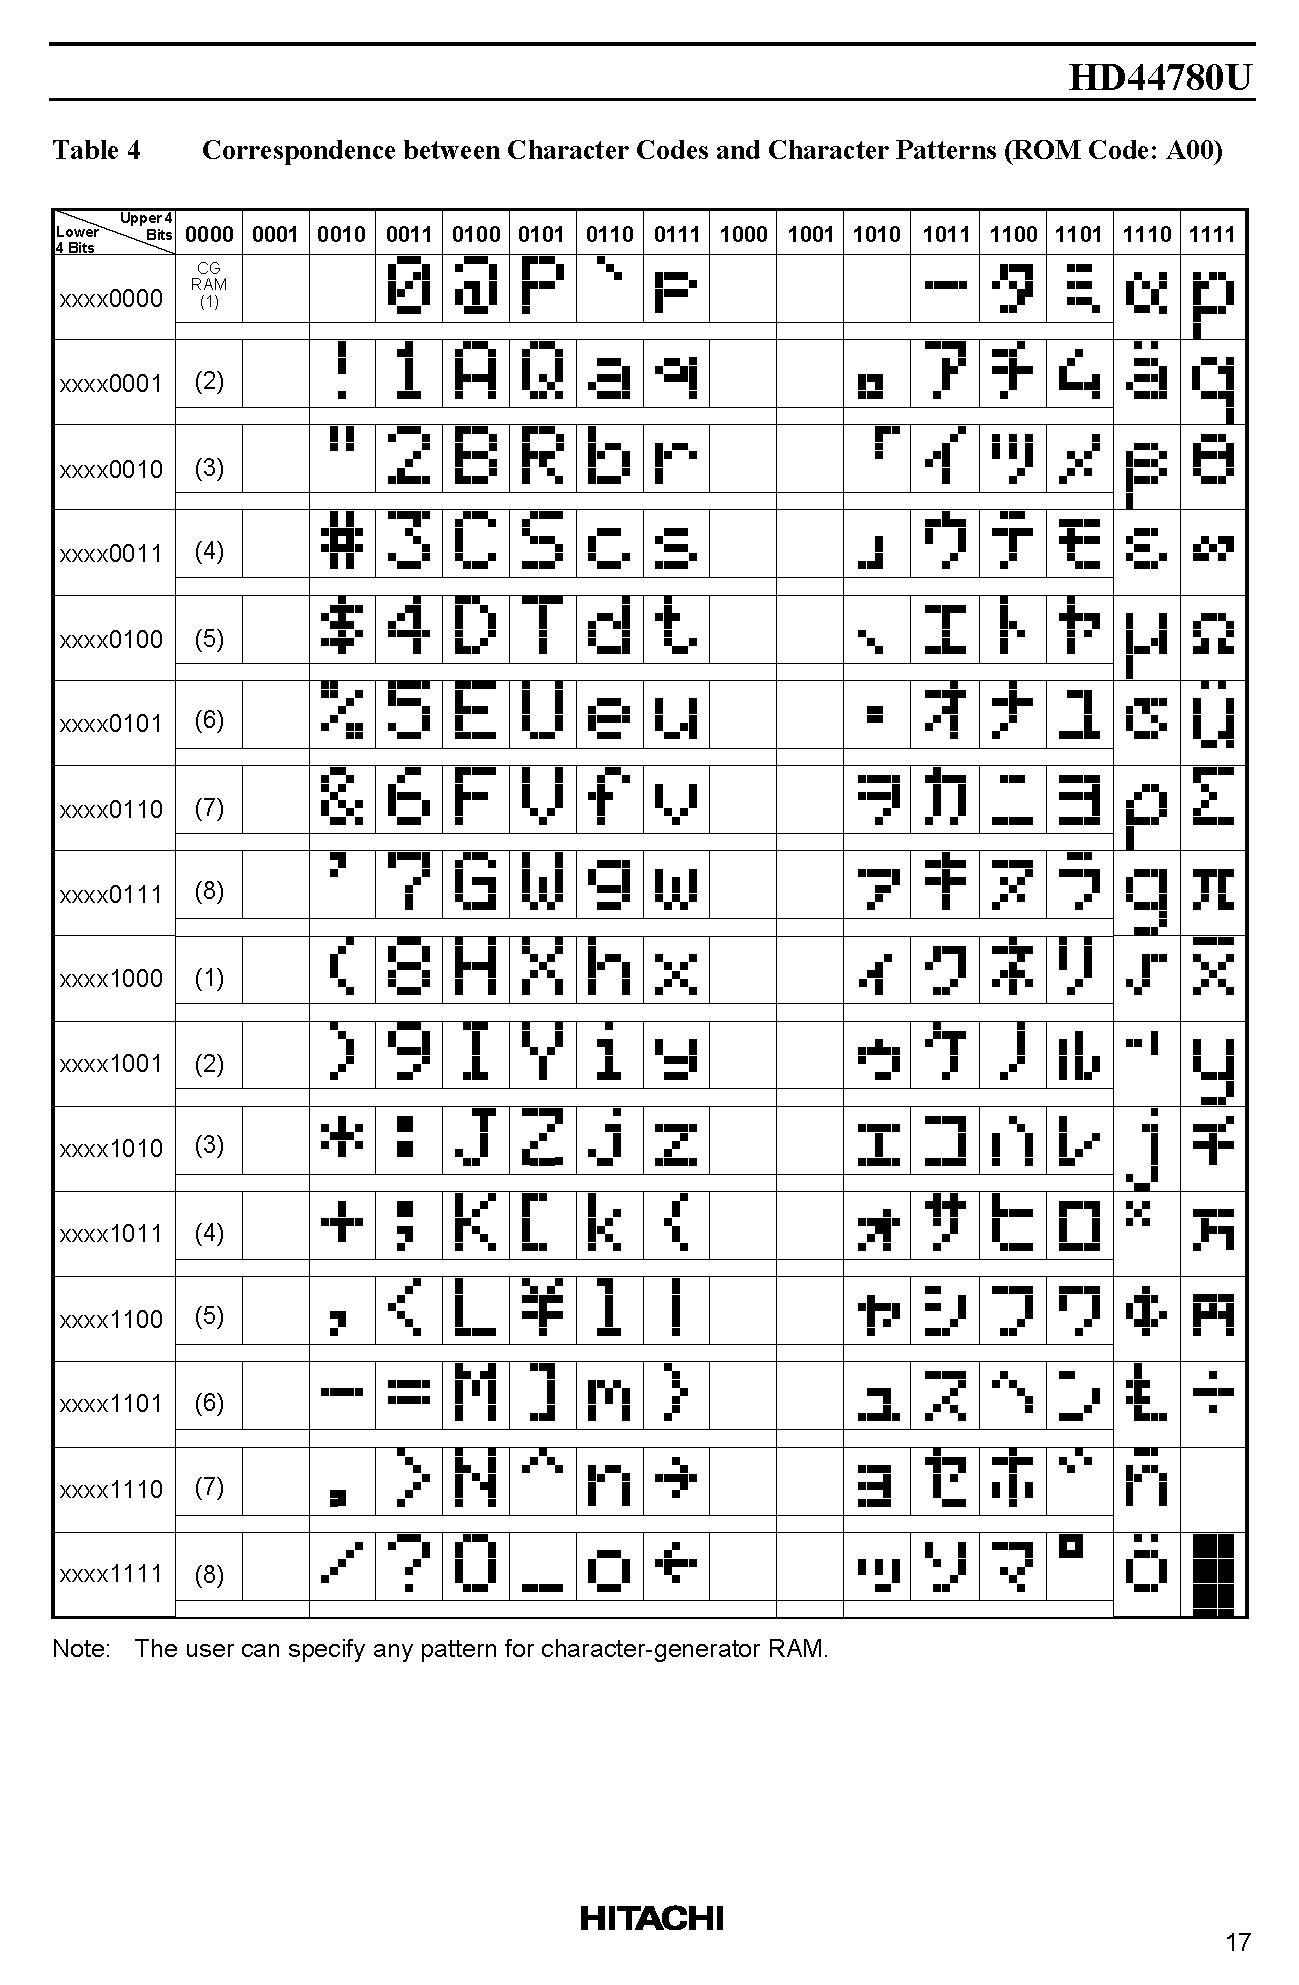 HD44780U
Table 4 Correspondence between Character Codes and Character Patterns (ROM Code: A00)
Lower 4 Bits Upper 4 Bits 0000 0001 0010 0011 0100 0101 0110 0111 1000 1001 1010 1011 1100 1101 1110 1111
xxxx0000 CG RAM (1) 0 @ P ` p ー タ ミ α p
xxxx0001 (2) ! 1 A Q a q 。 ア チ ム ä q
xxxx0010 (3) " 2 B R b r 「 イ ツ メ β θ
xxxx0011 (4) # 3 C S c s 」 ウ テ モ ε ∞
xxxx0100 (5) $ 4 D T d t 、 エ ト ヤ μ Ω
xxxx0101 (6) % 5 E U e u ・ オ ナ ユ σ ü
xxxx0110 (7) & 6 F V f v ヲ カ ニ ヨ ρ Σ
xxxx0111 (8) ' 7 G W g w ァ キ ヌ ラ g π
xxxx1000 (1) ( 8 H X h x ィ ク ネ リ √ x̄
xxxx1001 (2) ) 9 I Y i y ゥ ケ ノ ル y
xxxx1010 (3) * : J Z j z ェ コ ハ レ j 千
xxxx1011 (4) + ; K [ k { ォ サ ヒ ロ 万
xxxx1100 (5) , < L ¥ l | ャ シ フ ワ 円
xxxx1101 (6) - = M ] m } ュ ス ヘ ン ÷
xxxx1110 (7) . > N ^ n → ョ セ ホ ゛ ñ
xxxx1111 (8) / ? O _ o ← ッ ソ マ ゜ ö █
Note: The user can specify any pattern for character-generator RAM.
HITACHI
17